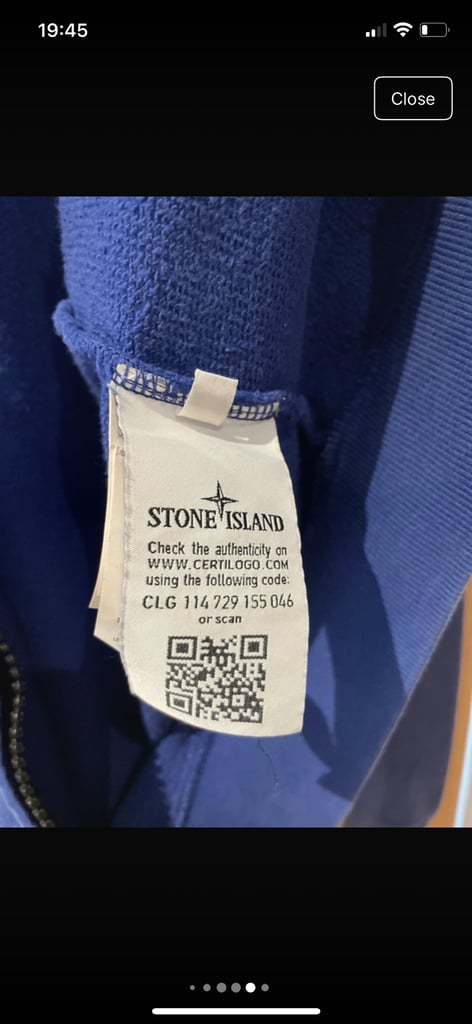 19:45
Close
STONE ISLAND
Check the authenticity on
WWW.CERTILOGO.COM
using the following code:
CLG 114 729 155 046
or scan